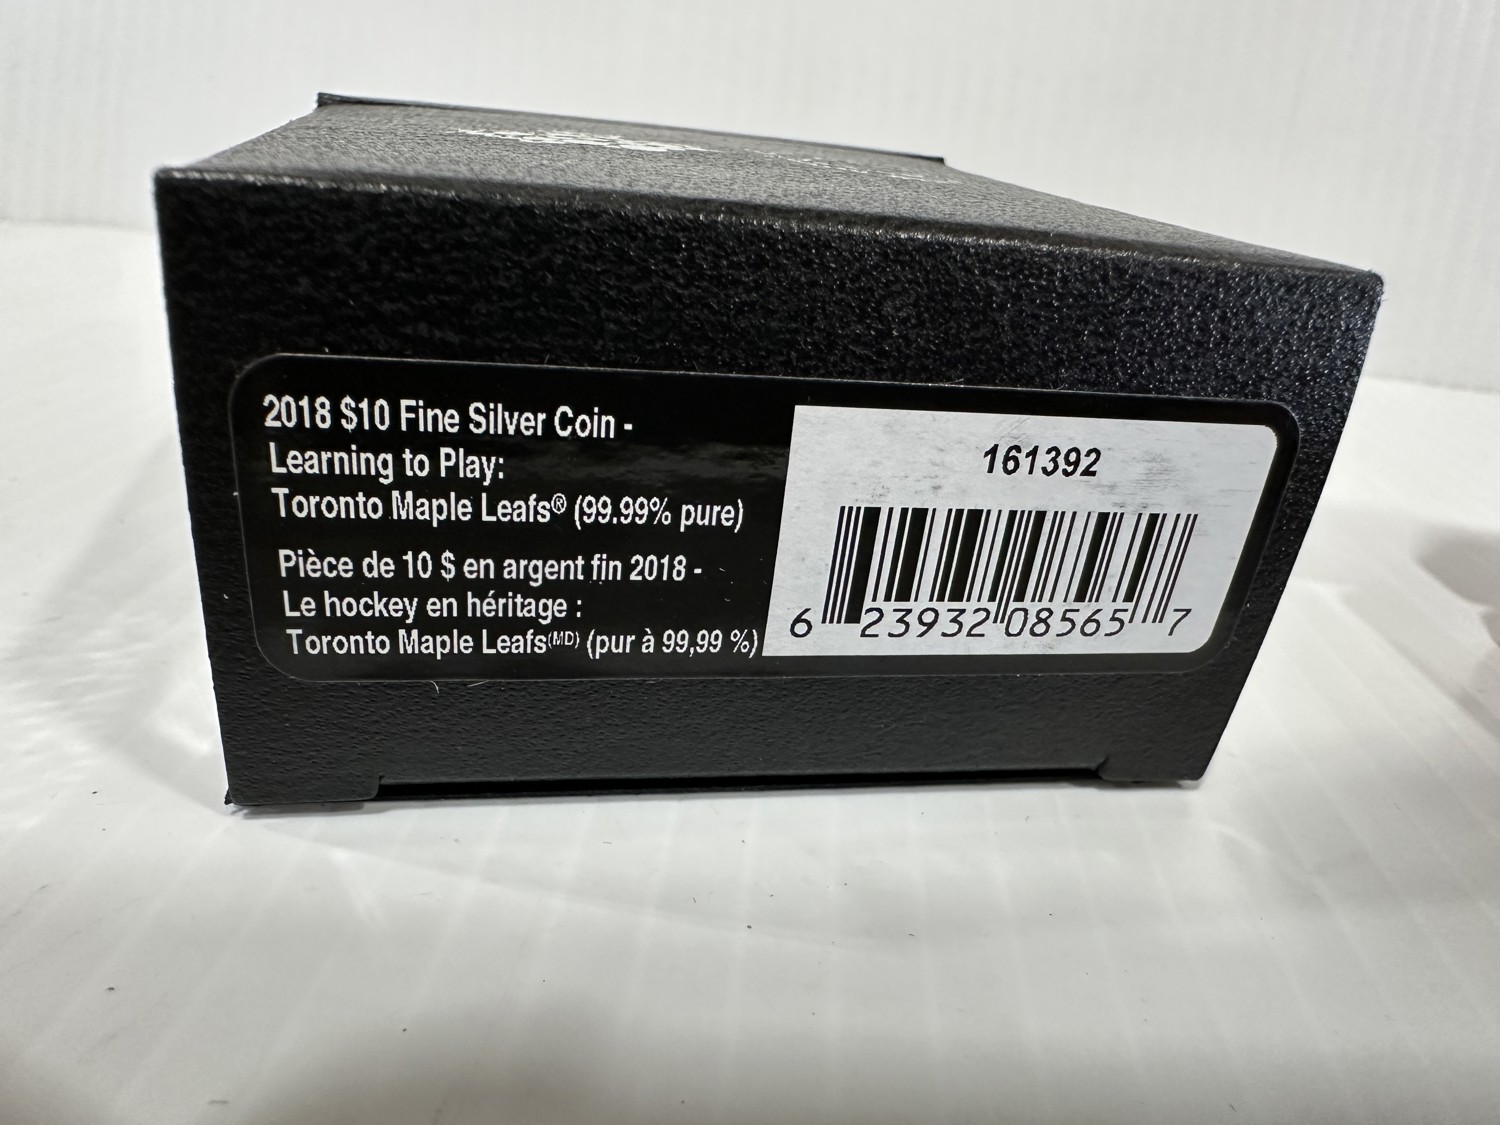 2018 $10 Fine Silver Coin -
Learning to Play:
Toronto Maple Leafs® (99.99% pure)
Pièce de 10 $ en argent fin 2018 -
Le hockey en héritage :
Toronto Maple Leafs(MD) (pur à 99,99 %)
161392
6 23932 08565 7